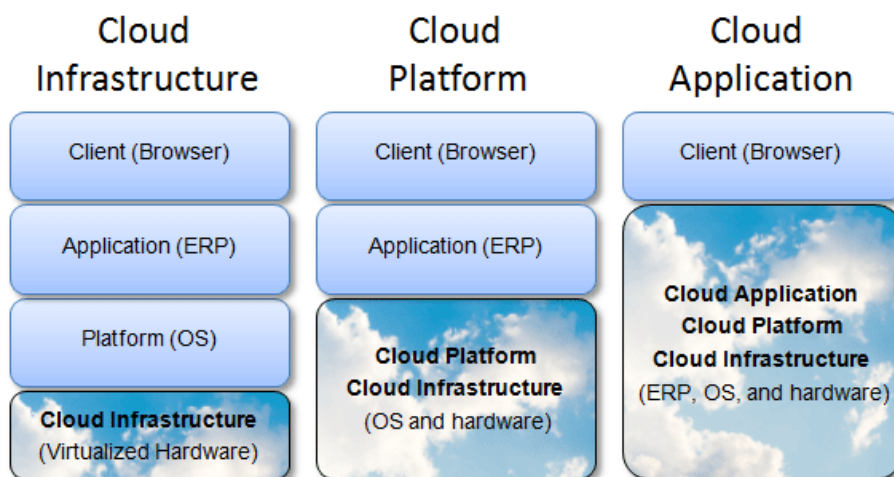 Cloud
Infrastructure
Client (Browser)
Application (ERP)
Platform (OS)
Cloud Infrastructure
(Virtualized Hardware)
Cloud
Platform
Client (Browser)
Application (ERP)
Cloud Platform
Cloud Infrastructure
(OS and hardware)
Cloud
Application
Client (Browser)
Cloud Application
Cloud Platform
Cloud Infrastructure
(ERP, OS, and hardware)